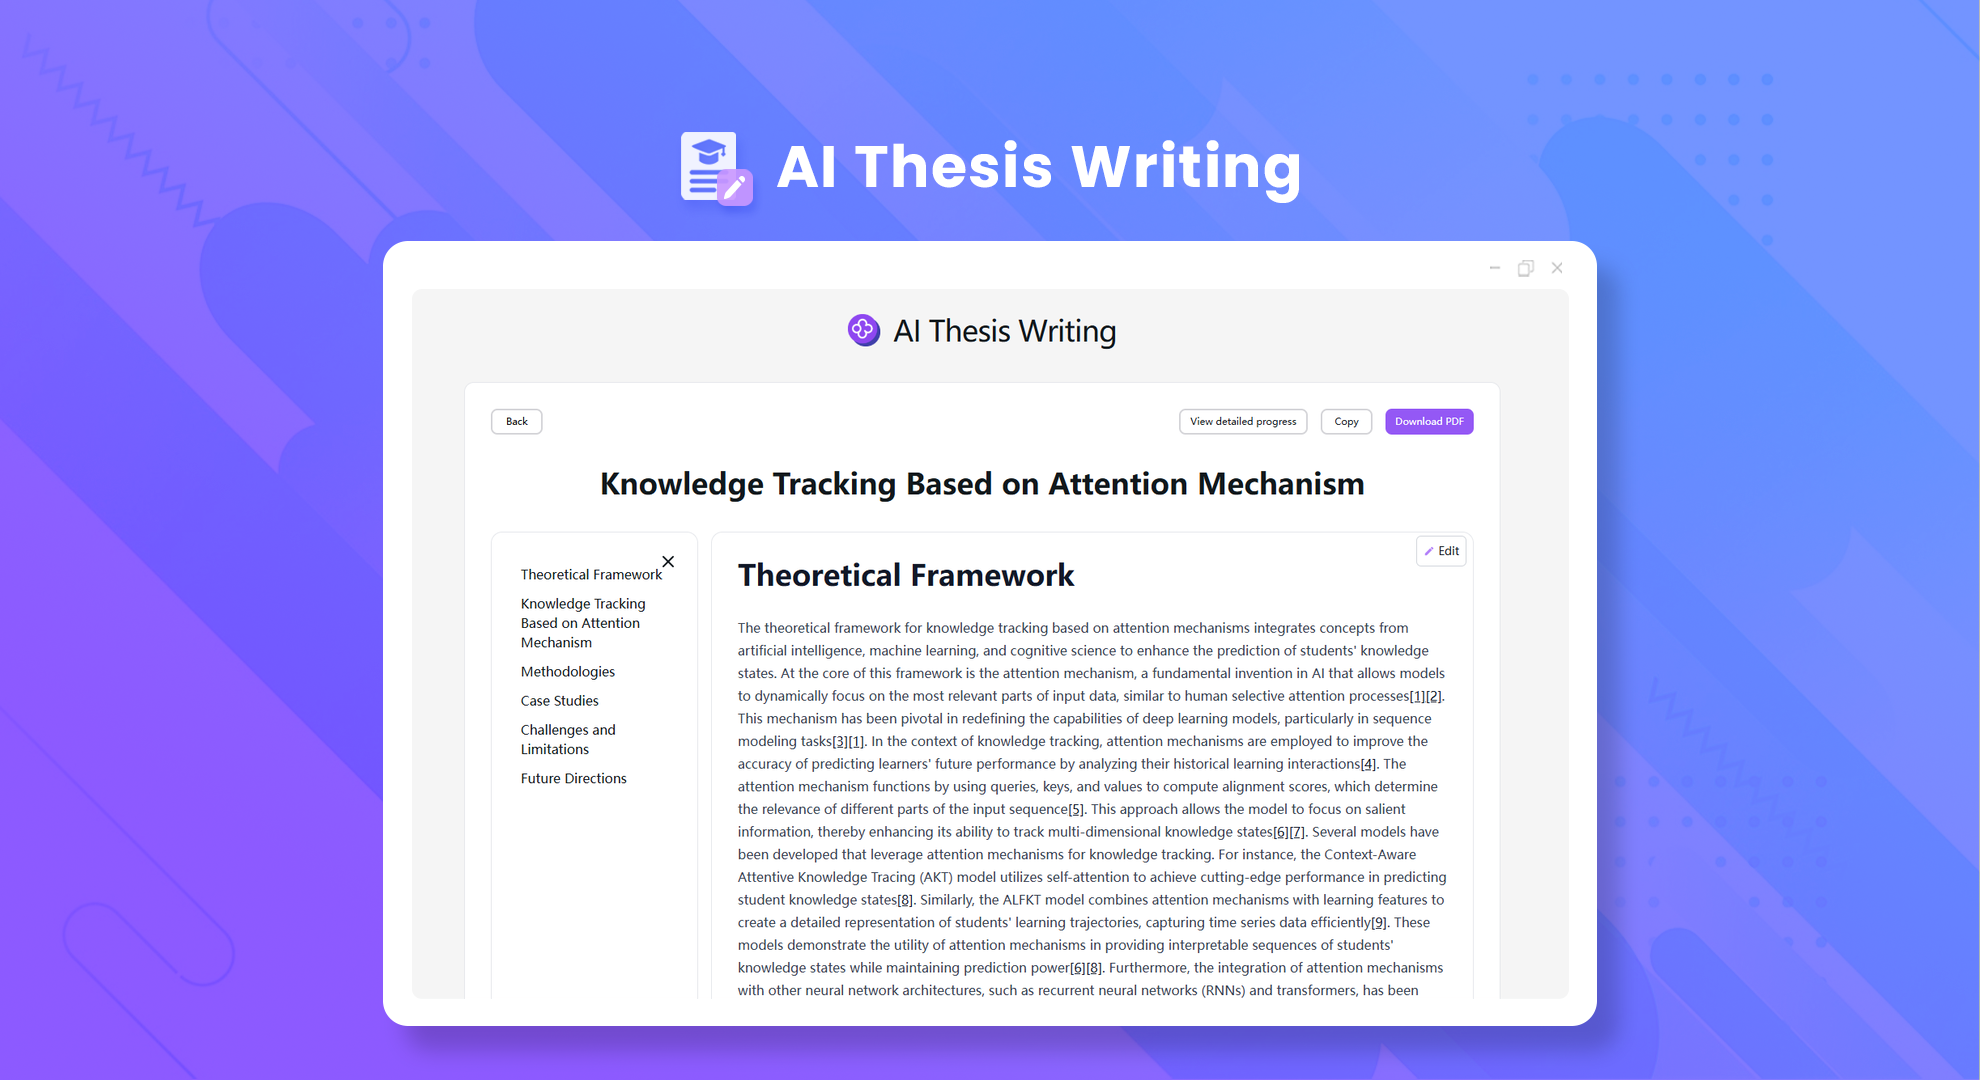 AI Thesis Writing
AI Thesis Writing
Back
View detailed progress
Copy
Download PDF
Knowledge Tracking Based on Attention Mechanism
Theoretical Framework
Knowledge Tracking
Based on Attention
Mechanism
Methodologies
Case Studies
Challenges and
Limitations
Future Directions
Edit
Theoretical Framework
The theoretical framework for knowledge tracking based on attention mechanisms integrates concepts from
artificial intelligence, machine learning, and cognitive science to enhance the prediction of students' knowledge
states. At the core of this framework is the attention mechanism, a fundamental invention in AI that allows models
to dynamically focus on the most relevant parts of input data, similar to human selective attention processes[1][2].
This mechanism has been pivotal in redefining the capabilities of deep learning models, particularly in sequence
modeling tasks[3][1]. In the context of knowledge tracking, attention mechanisms are employed to improve the
accuracy of predicting learners' future performance by analyzing their historical learning interactions[4]. The
attention mechanism functions by using queries, keys, and values to compute alignment scores, which determine
the relevance of different parts of the input sequence[5]. This approach allows the model to focus on salient
information, thereby enhancing its ability to track multi-dimensional knowledge states[6][7]. Several models have
been developed that leverage attention mechanisms for knowledge tracking. For instance, the Context-Aware
Attentive Knowledge Tracing (AKT) model utilizes self-attention to achieve cutting-edge performance in predicting
student knowledge states[8]. Similarly, the ALFKT model combines attention mechanisms with learning features to
create a detailed representation of students' learning trajectories, capturing time series data efficiently[9]. These
models demonstrate the utility of attention mechanisms in providing interpretable sequences of students'
knowledge states while maintaining prediction power[6][8]. Furthermore, the integration of attention mechanisms
with other neural network architectures, such as recurrent neural networks (RNNs) and transformers, has been